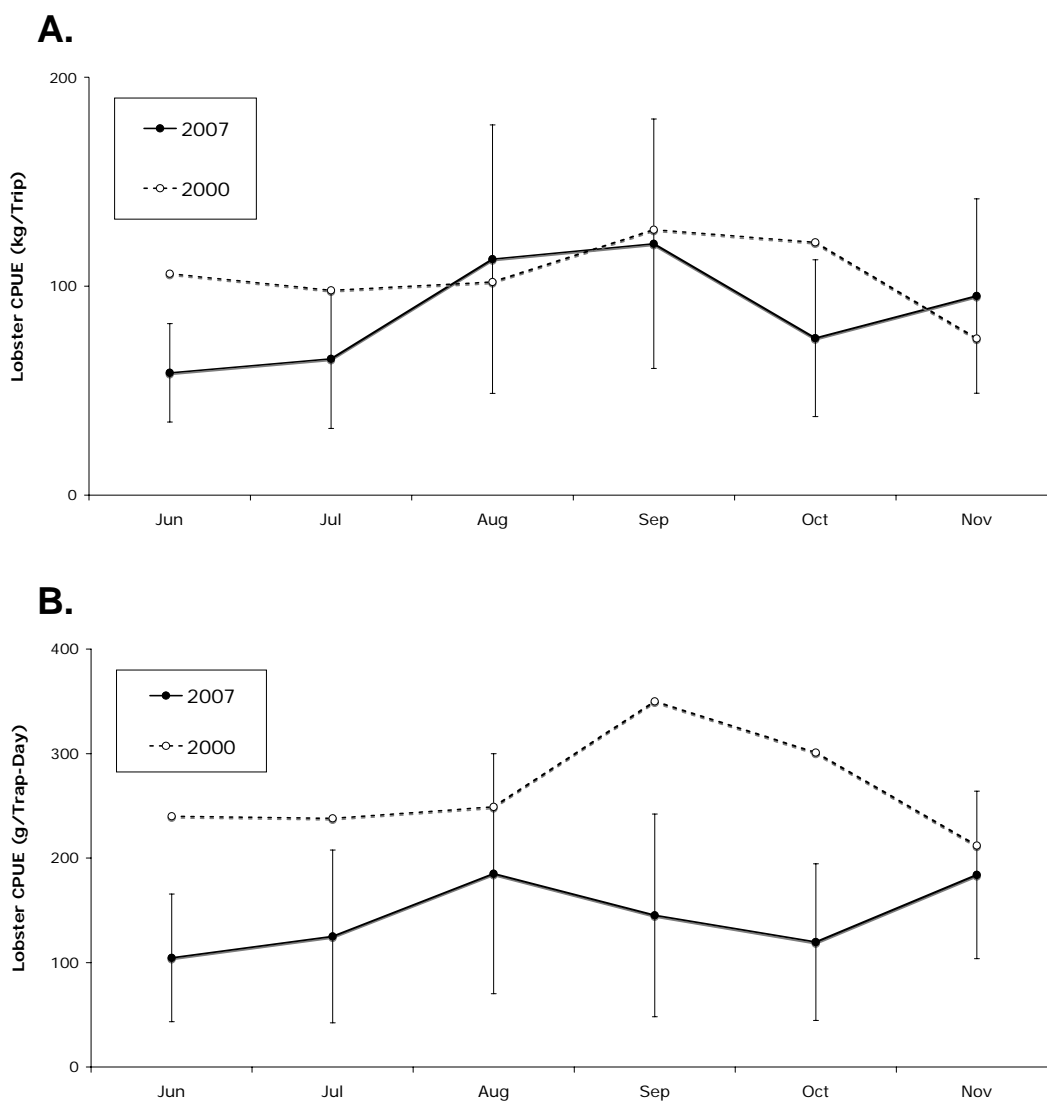 A.
Lobster CPUE (kg/Trip)
200
100
0
2007
2000
Jun Jul Aug Sep Oct Nov
B.
Lobster CPUE (g/Trap-Day)
400
300
200
100
0
2007
2000
Jun Jul Aug Sep Oct Nov